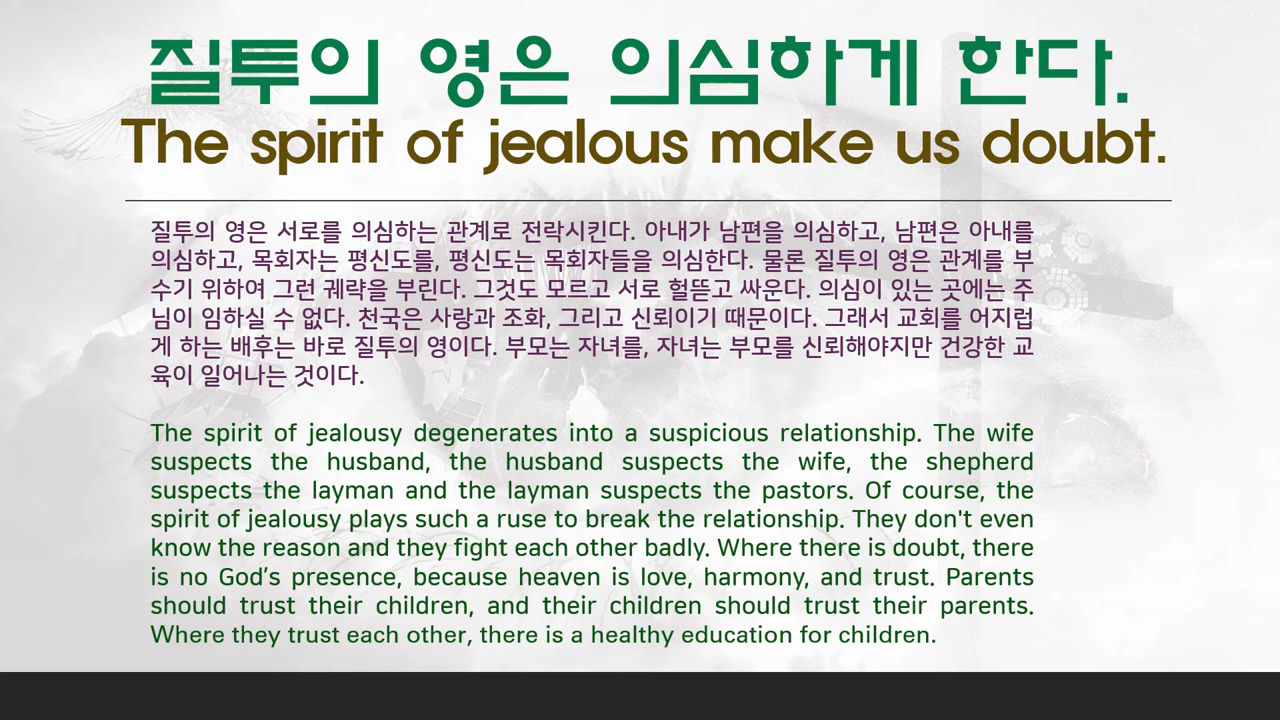 질투의 영은 의심하게 한다.
The spirit of jealous make us doubt.
질투의 영은 서로를 의심하는 관계로 전락시킨다. 아내가 남편을 의심하고, 남편은 아내를
의심하고, 목회자는 평신도를, 평신도는 목회자들을 의심한다. 물론 질투의 영은 관계를 부
수기 위하여 그런 궤략을 부린다. 그것도 모르고 서로 헐뜯고 싸운다. 의심이 있는 곳에는 주
님이 임하실 수 없다. 천국은 사랑과 조화, 그리고 신뢰이기 때문이다. 그래서 교회를 어지럽
게 하는 배후는 바로 질투의 영이다. 부모는 자녀를, 자녀는 부모를 신뢰해야지만 건강한 교
육이 일어나는 것이다.
The spirit of jealousy degenerates into a suspicious relationship. The wife
suspects the husband, the husband suspects the wife, the shepherd
suspects the layman and the layman suspects the pastors. Of course, the
spirit of jealousy plays such a ruse to break the relationship. They don't even
know the reason and they fight each other badly. Where there is doubt, there
is no God’s presence, because heaven is love, harmony, and trust. Parents
should trust their children, and their children should trust their parents.
Where they trust each other, there is a healthy education for children.